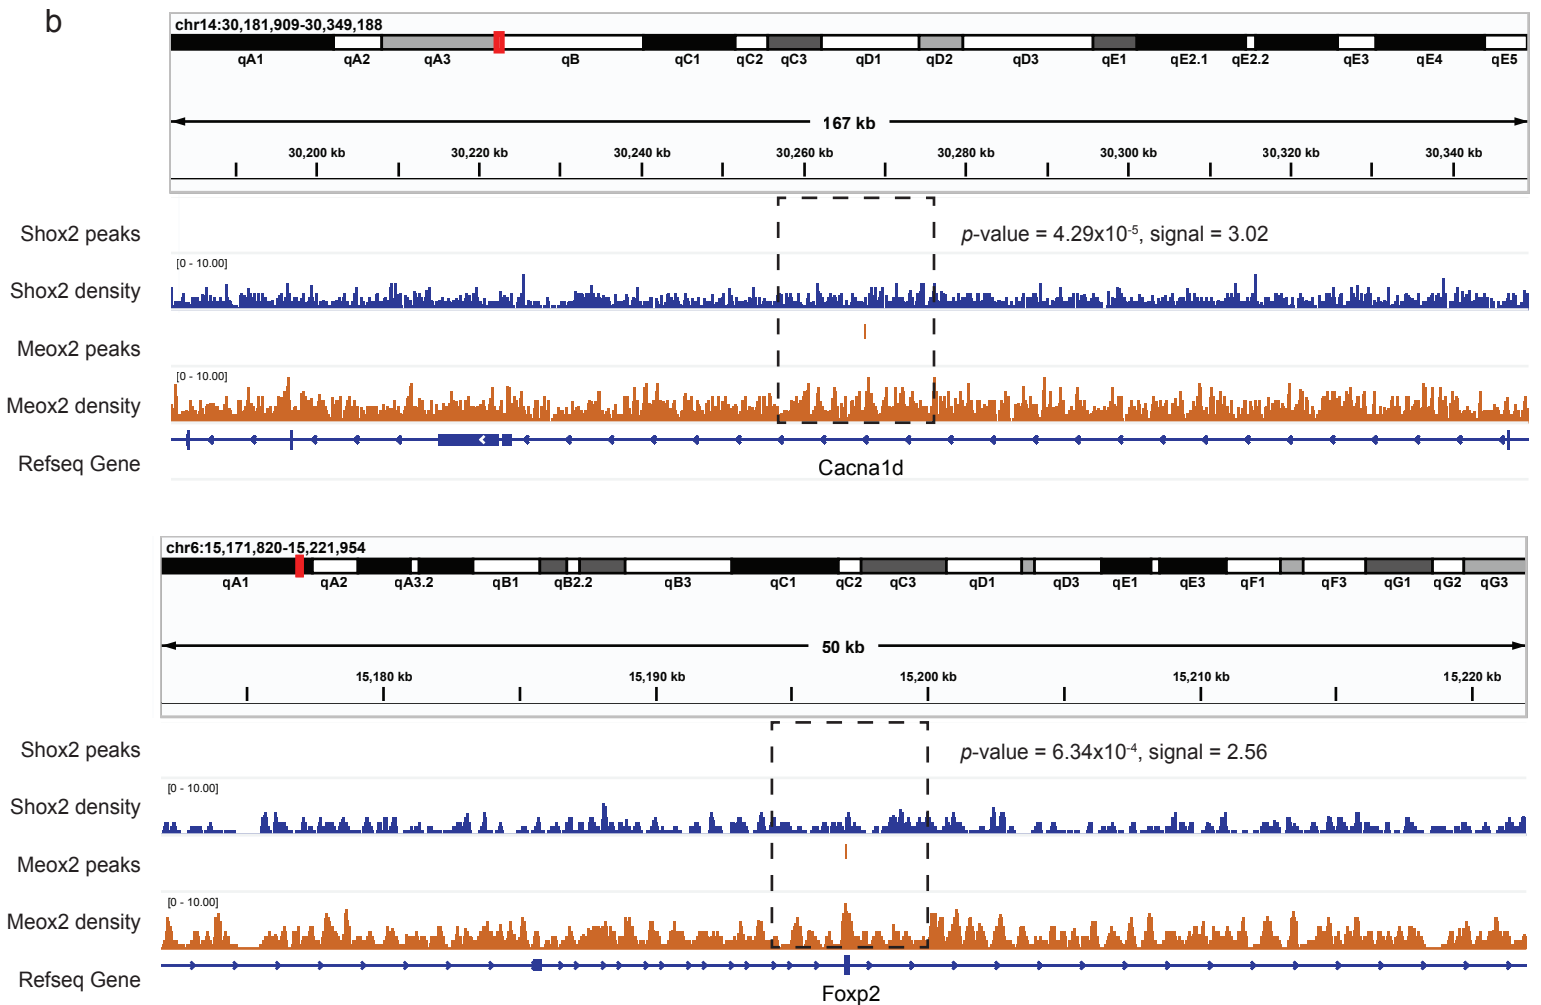 b
chr14:30,181,909-30,349,188
qA1 qA2 qA3 qB qC1 qC2 qC3 qD1 qD2 qD3 qE1 qE2.1 qE2.2 qE3 qE4 qE5
167 kb
30,200 kb 30,220 kb 30,240 kb 30,260 kb 30,280 kb 30,300 kb 30,320 kb 30,340 kb
Shox2 peaks
p-value = 4.29x10⁻⁵, signal = 3.02
[0 - 10.00]
Shox2 density
Meox2 peaks
[0 - 10.00]
Meox2 density
Refseq Gene
Cacna1d
chr6:15,171,820-15,221,954
qA1 qA2 qA3.2 qB1 qB2.2 qB3 qC1 qC2 qC3 qD1 qD3 qE1 qE3 qF1 qF3 qG1 qG2 qG3
50 kb
15,180 kb 15,190 kb 15,200 kb 15,210 kb 15,220 kb
Shox2 peaks
p-value = 6.34x10⁻⁴, signal = 2.56
[0 - 10.00]
Shox2 density
Meox2 peaks
[0 - 10.00]
Meox2 density
Refseq Gene
Foxp2